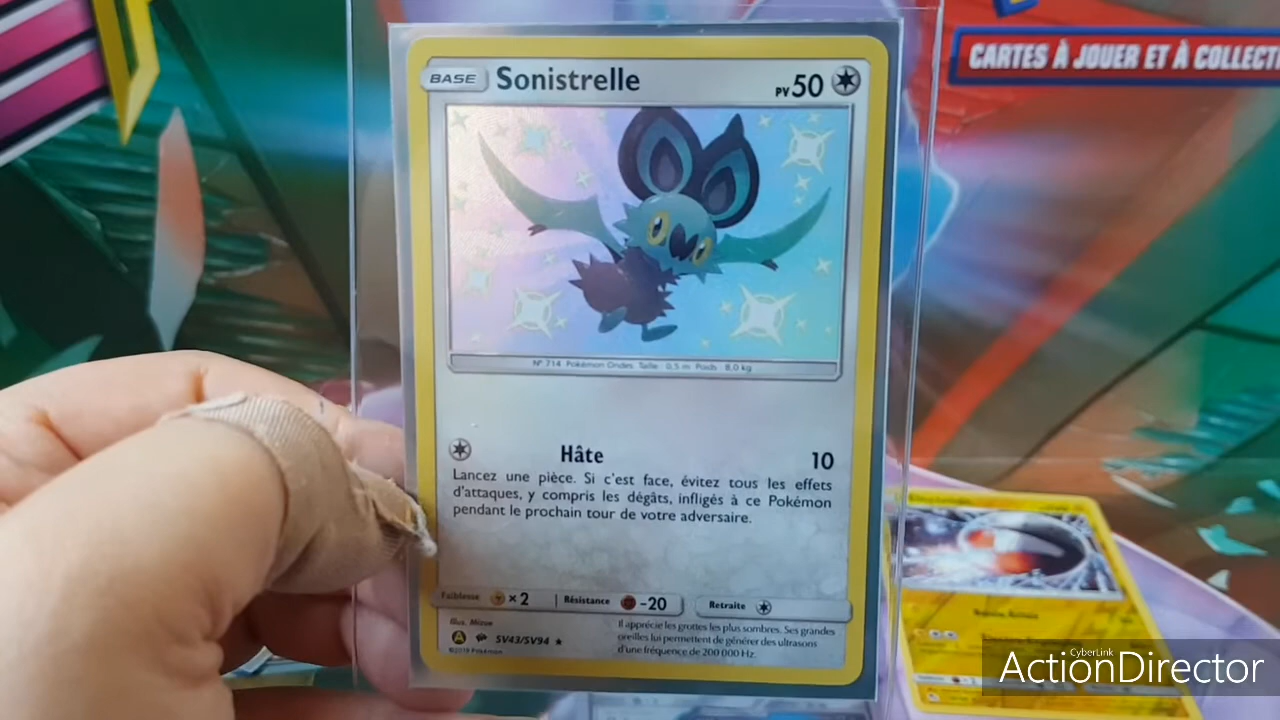 CARTES À JOUER ET À COLLECTI
BASE Sonistrelle PV 50
N° 714 Pokémon Ondes Taille : 0,5 m Poids : 8,0 kg
Hâte 10
Lancez une pièce. Si c'est face, évitez tous les effets
d'attaques, y compris les dégâts, infligés à ce Pokémon
pendant le prochain tour de votre adversaire.
Faiblesse ×2 Résistance -20 Retraite
Illus. Mizue
SV43/SV94
©2019 Pokémon
Il apprécie les grottes les plus sombres. Ses grandes
oreilles lui permettent de générer des ultrasons
d'une fréquence de 200 000 Hz.
CyberLink
ActionDirector